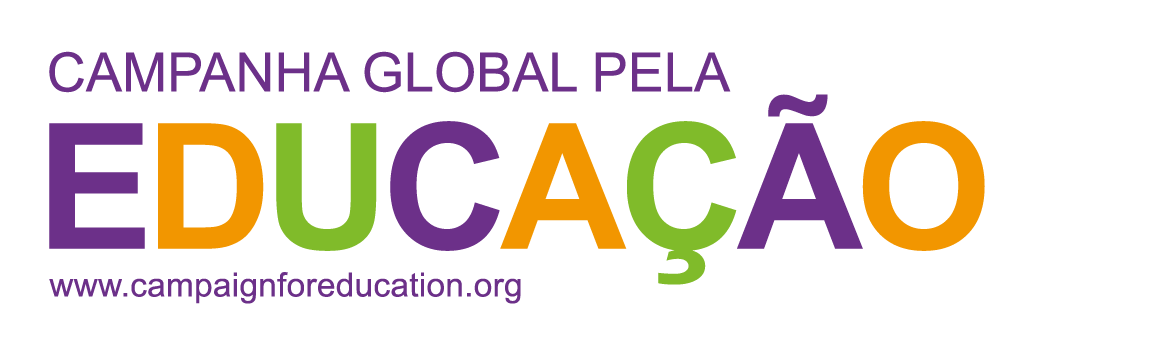 CAMPANHA GLOBAL PELA
EDUCAÇÃO
www.campaignforeducation.org